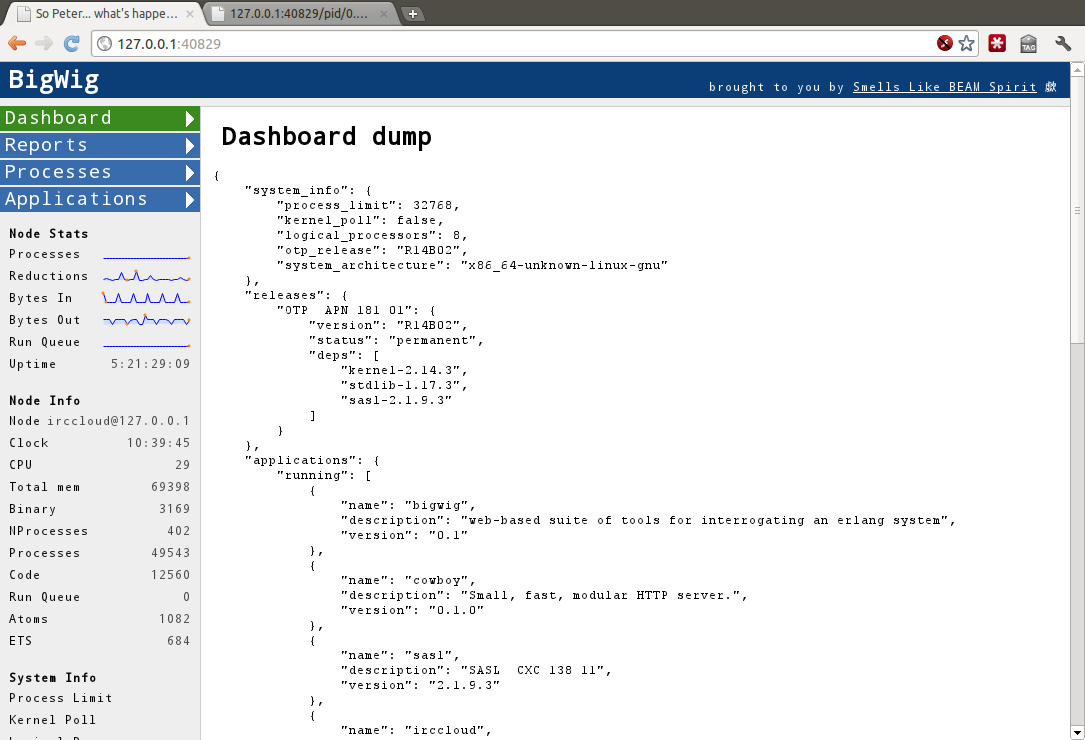 So Peter... what's happe...
127.0.0.1:40829/pid/0....
127.0.0.1:40829
TAG
BigWig
brought to you by Smells Like BEAM Spirit
Dashboard
Reports
Processes
Applications
Node Stats
Processes
Reductions
Bytes In
Bytes Out
Run Queue
Uptime 5:21:29:09
Node Info
Node irccloud@127.0.0.1
Clock 10:39:45
CPU 29
Total mem 69398
Binary 3169
NProcesses 402
Processes 49543
Code 12560
Run Queue 0
Atoms 1082
ETS 684
System Info
Process Limit
Kernel Poll
Dashboard dump
{
"system_info": {
"process_limit": 32768,
"kernel_poll": false,
"logical_processors": 8,
"otp_release": "R14B02",
"system_architecture": "x86_64-unknown-linux-gnu"
},
"releases": {
"OTP  APN 181 01": {
"version": "R14B02",
"status": "permanent",
"deps": [
"kernel-2.14.3",
"stdlib-1.17.3",
"sasl-2.1.9.3"
]
}
},
"applications": {
"running": [
{
"name": "bigwig",
"description": "web-based suite of tools for interrogating an erlang system",
"version": "0.1"
},
{
"name": "cowboy",
"description": "Small, fast, modular HTTP server.",
"version": "0.1.0"
},
{
"name": "sasl",
"description": "SASL  CXC 138 11",
"version": "2.1.9.3"
},
{
"name": "irccloud",